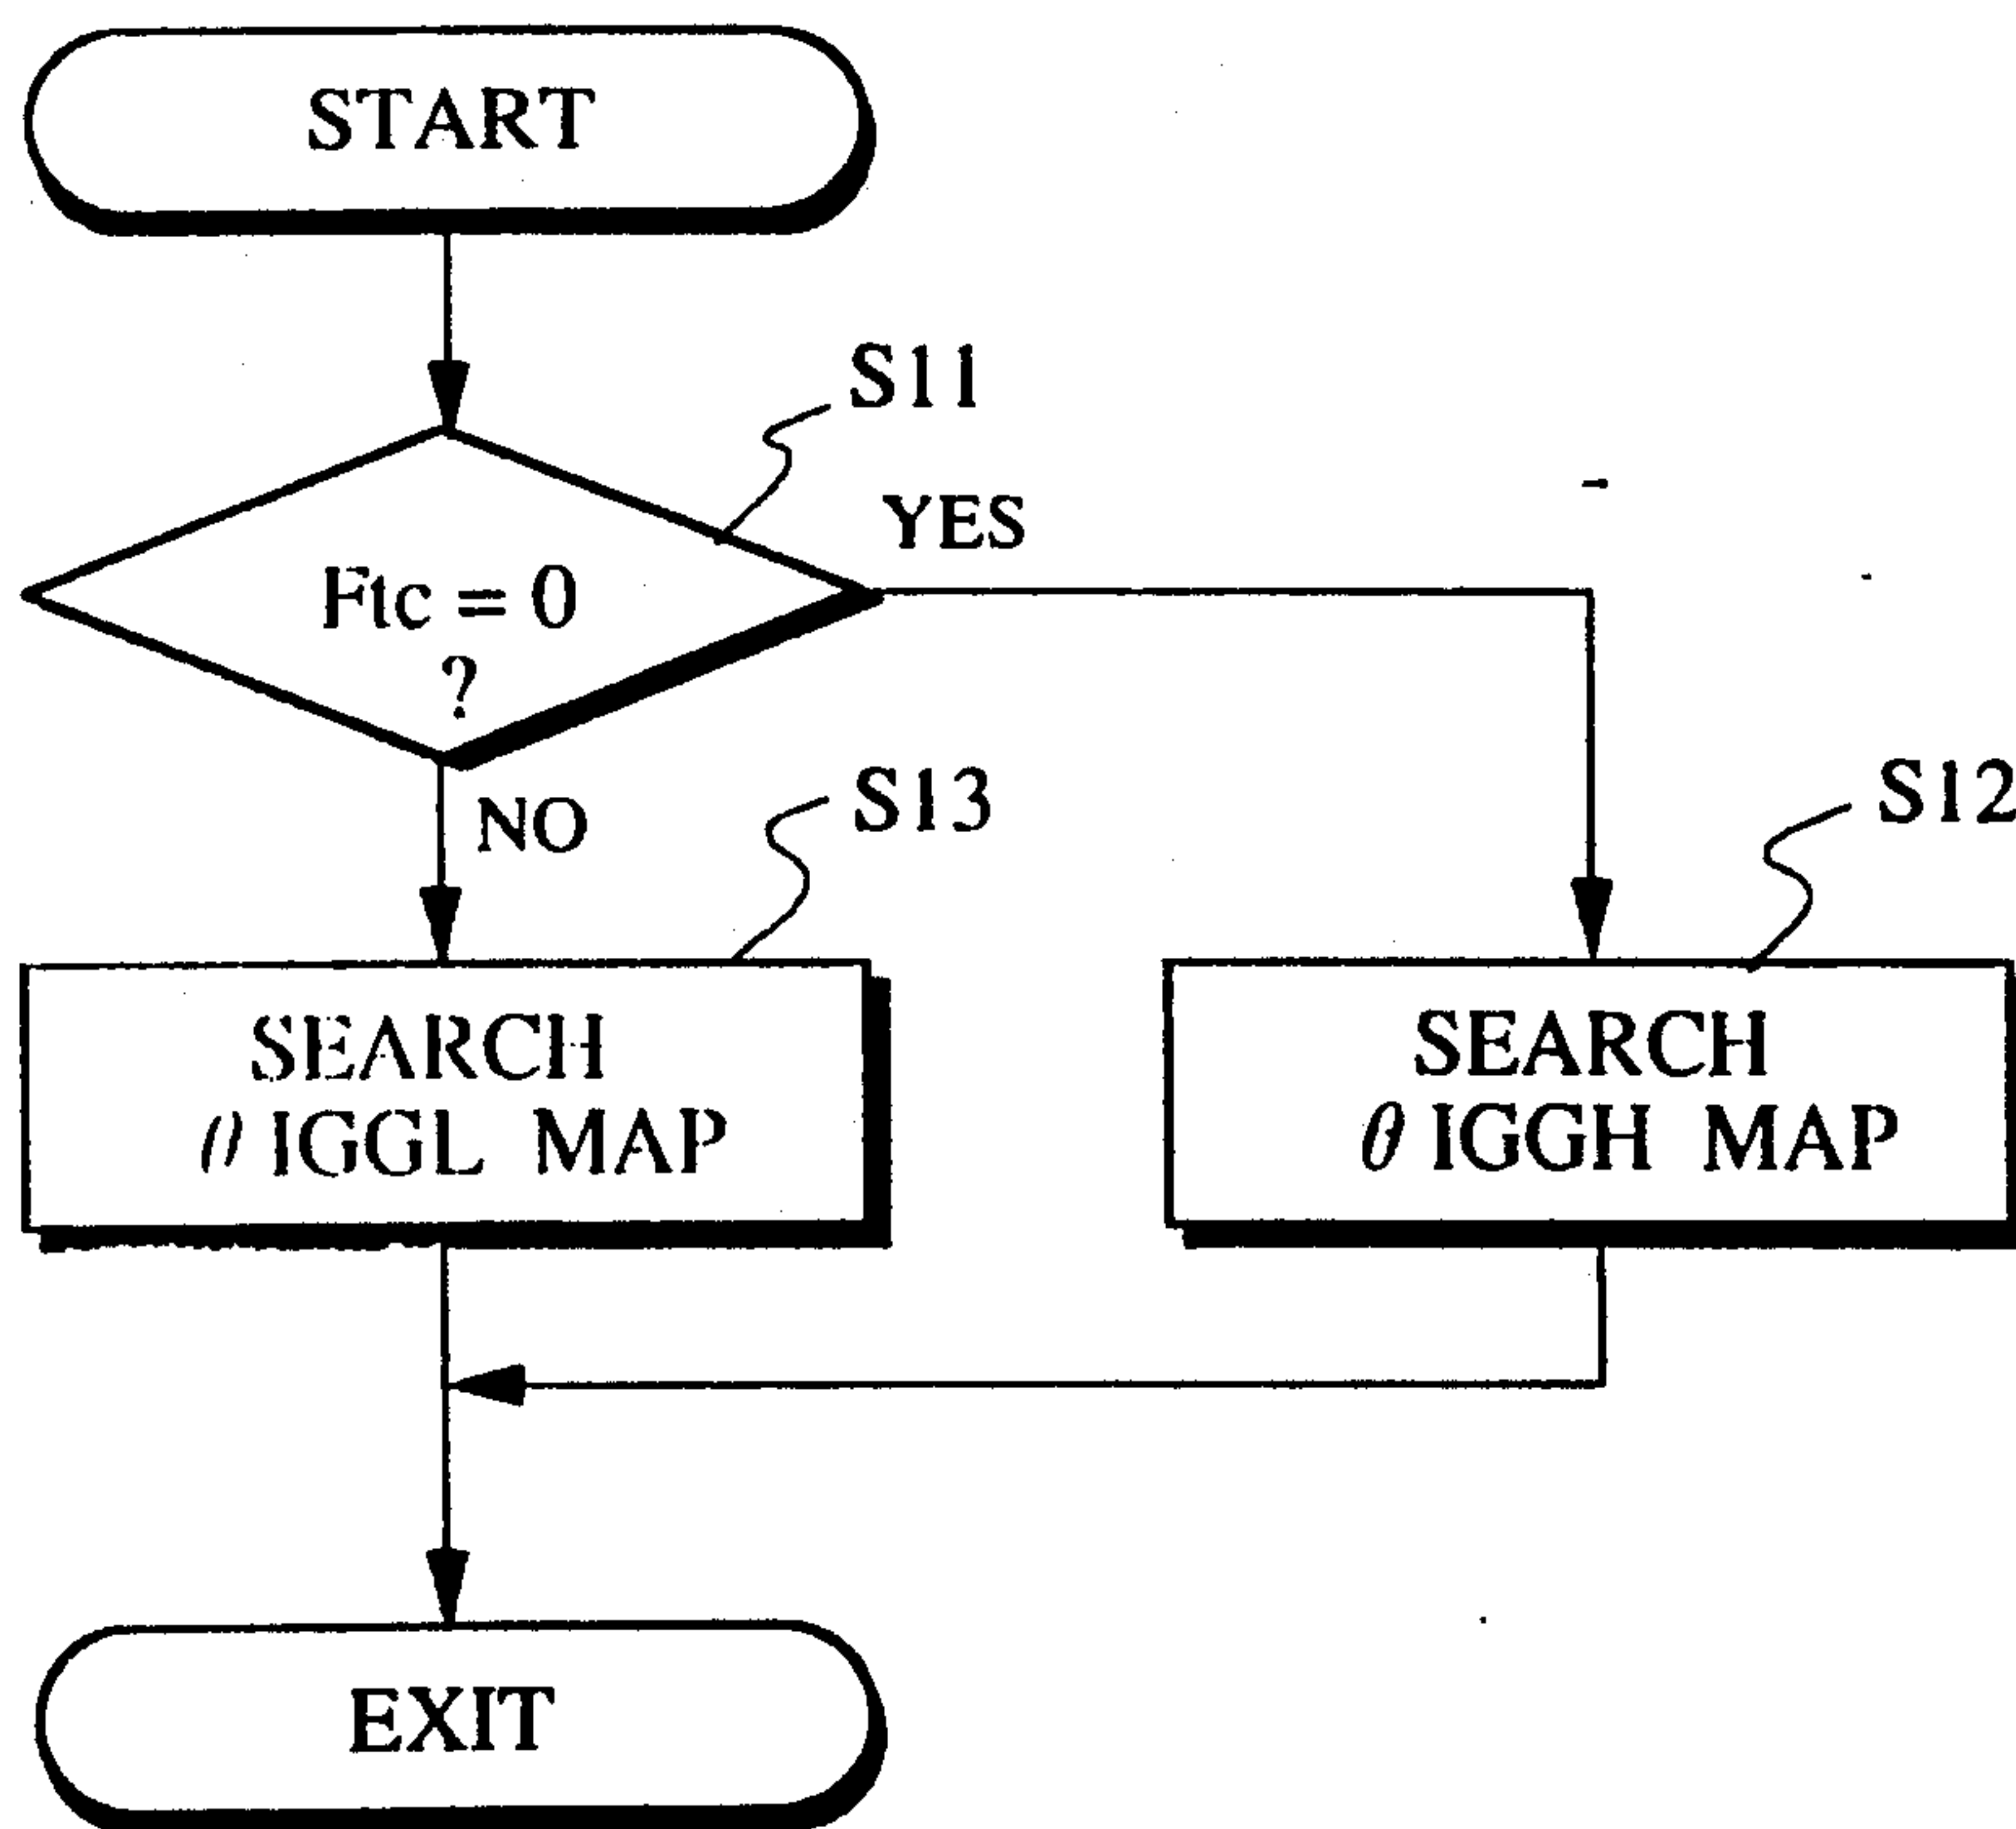 START
S11
YES
Ftc = 0
?
NO
S13
S12
SEARCH
θ IGGL MAP
SEARCH
θ IGGH MAP
EXIT